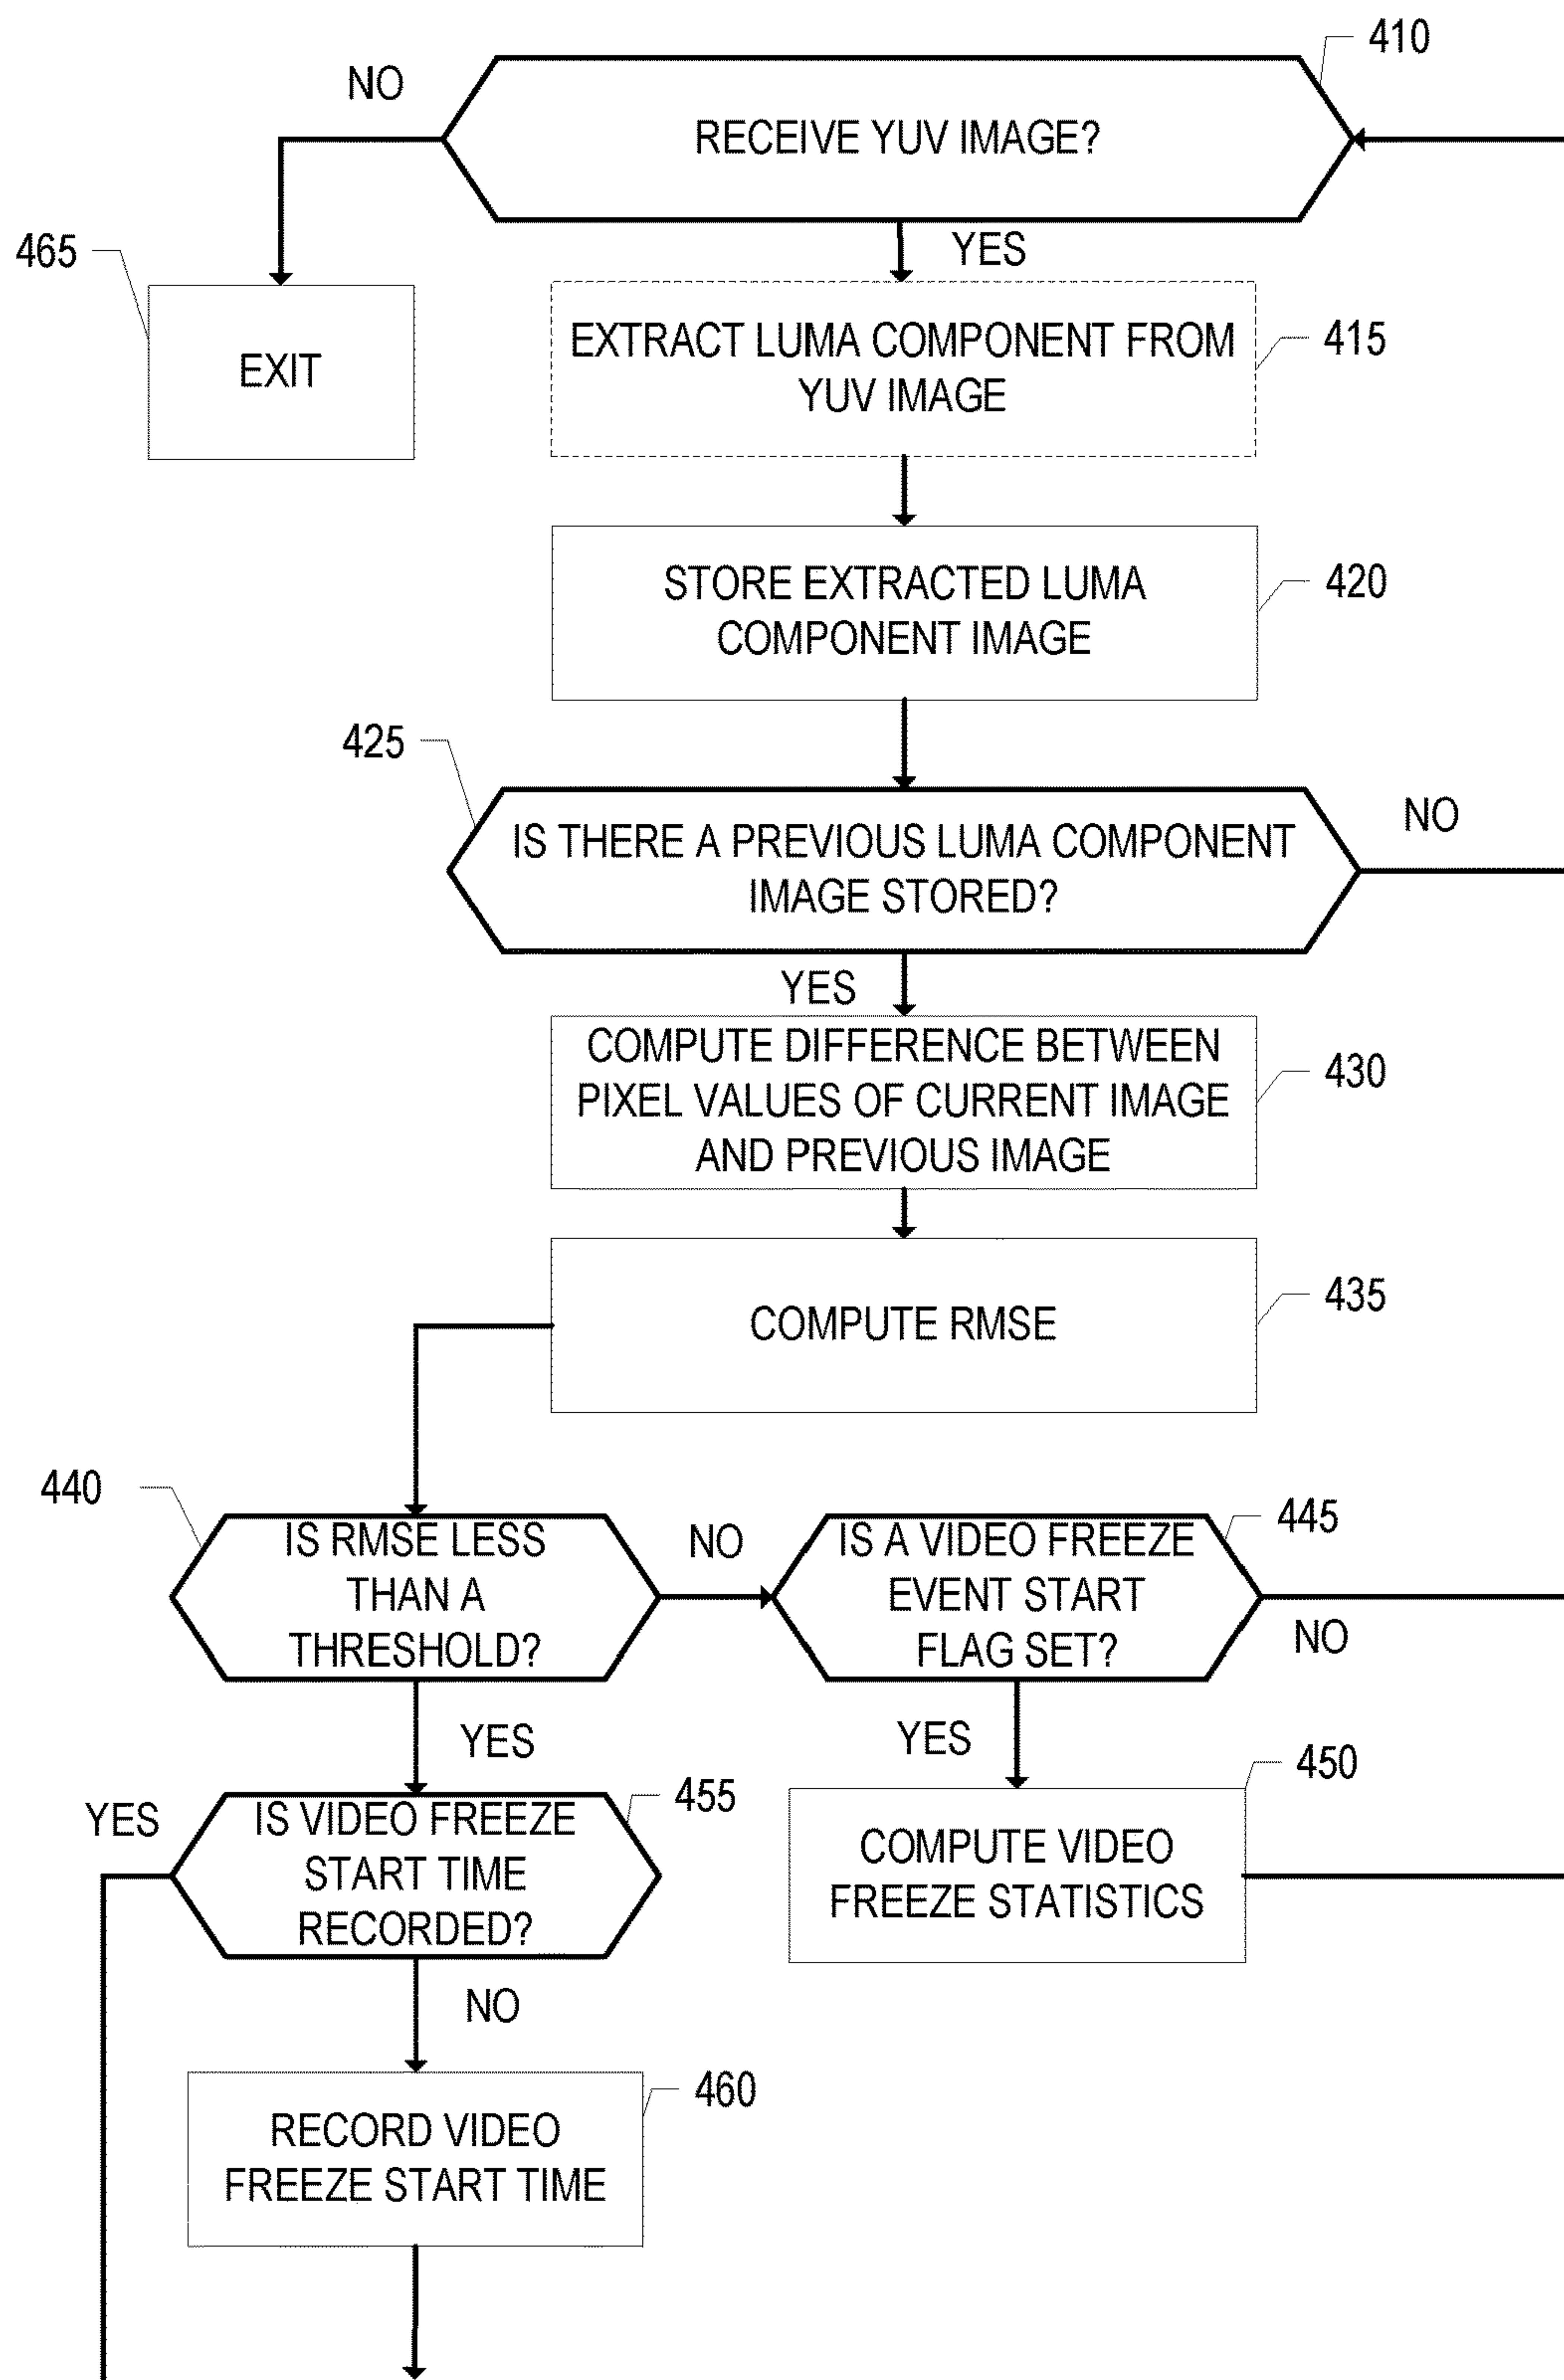 410
NO
RECEIVE YUV IMAGE?
YES
465
EXIT
EXTRACT LUMA COMPONENT FROM
YUV IMAGE
415
STORE EXTRACTED LUMA
COMPONENT IMAGE
420
425
IS THERE A PREVIOUS LUMA COMPONENT
IMAGE STORED?
NO
YES
COMPUTE DIFFERENCE BETWEEN
PIXEL VALUES OF CURRENT IMAGE
AND PREVIOUS IMAGE
430
COMPUTE RMSE
435
440
IS RMSE LESS
THAN A
THRESHOLD?
NO
IS A VIDEO FREEZE
EVENT START
FLAG SET?
445
NO
YES
YES
YES
IS VIDEO FREEZE
START TIME
RECORDED?
455
COMPUTE VIDEO
FREEZE STATISTICS
450
NO
RECORD VIDEO
FREEZE START TIME
460